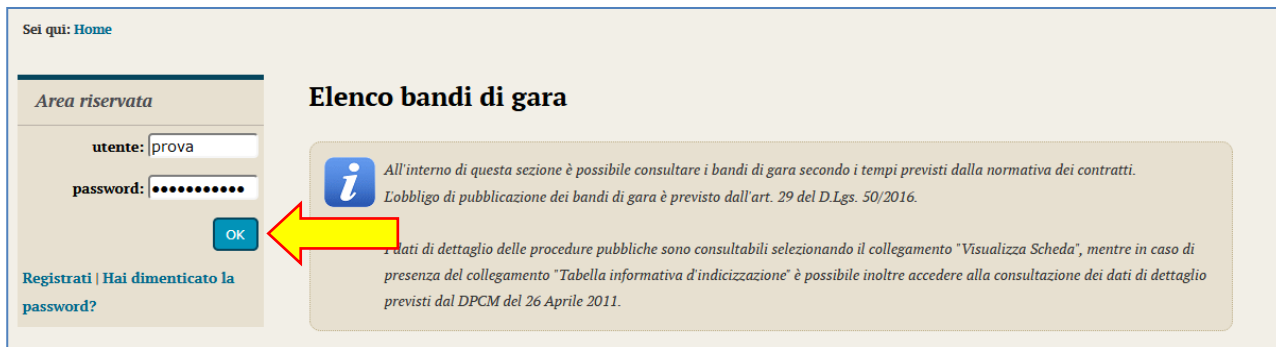 Sei qui: Home
Area riservata
utente: prova
password: •••••••••••
OK
Registrati | Hai dimenticato la
password?
Elenco bandi di gara
All'interno di questa sezione è possibile consultare i bandi di gara secondo i tempi previsti dalla normativa dei contratti.
L'obbligo di pubblicazione dei bandi di gara è previsto dall'art. 29 del D.Lgs. 50/2016.
I dati di dettaglio delle procedure pubbliche sono consultabili selezionando il collegamento "Visualizza Scheda", mentre in caso di
presenza del collegamento "Tabella informativa d'indicizzazione" è possibile inoltre accedere alla consultazione dei dati di dettaglio
previsti dal DPCM del 26 Aprile 2011.